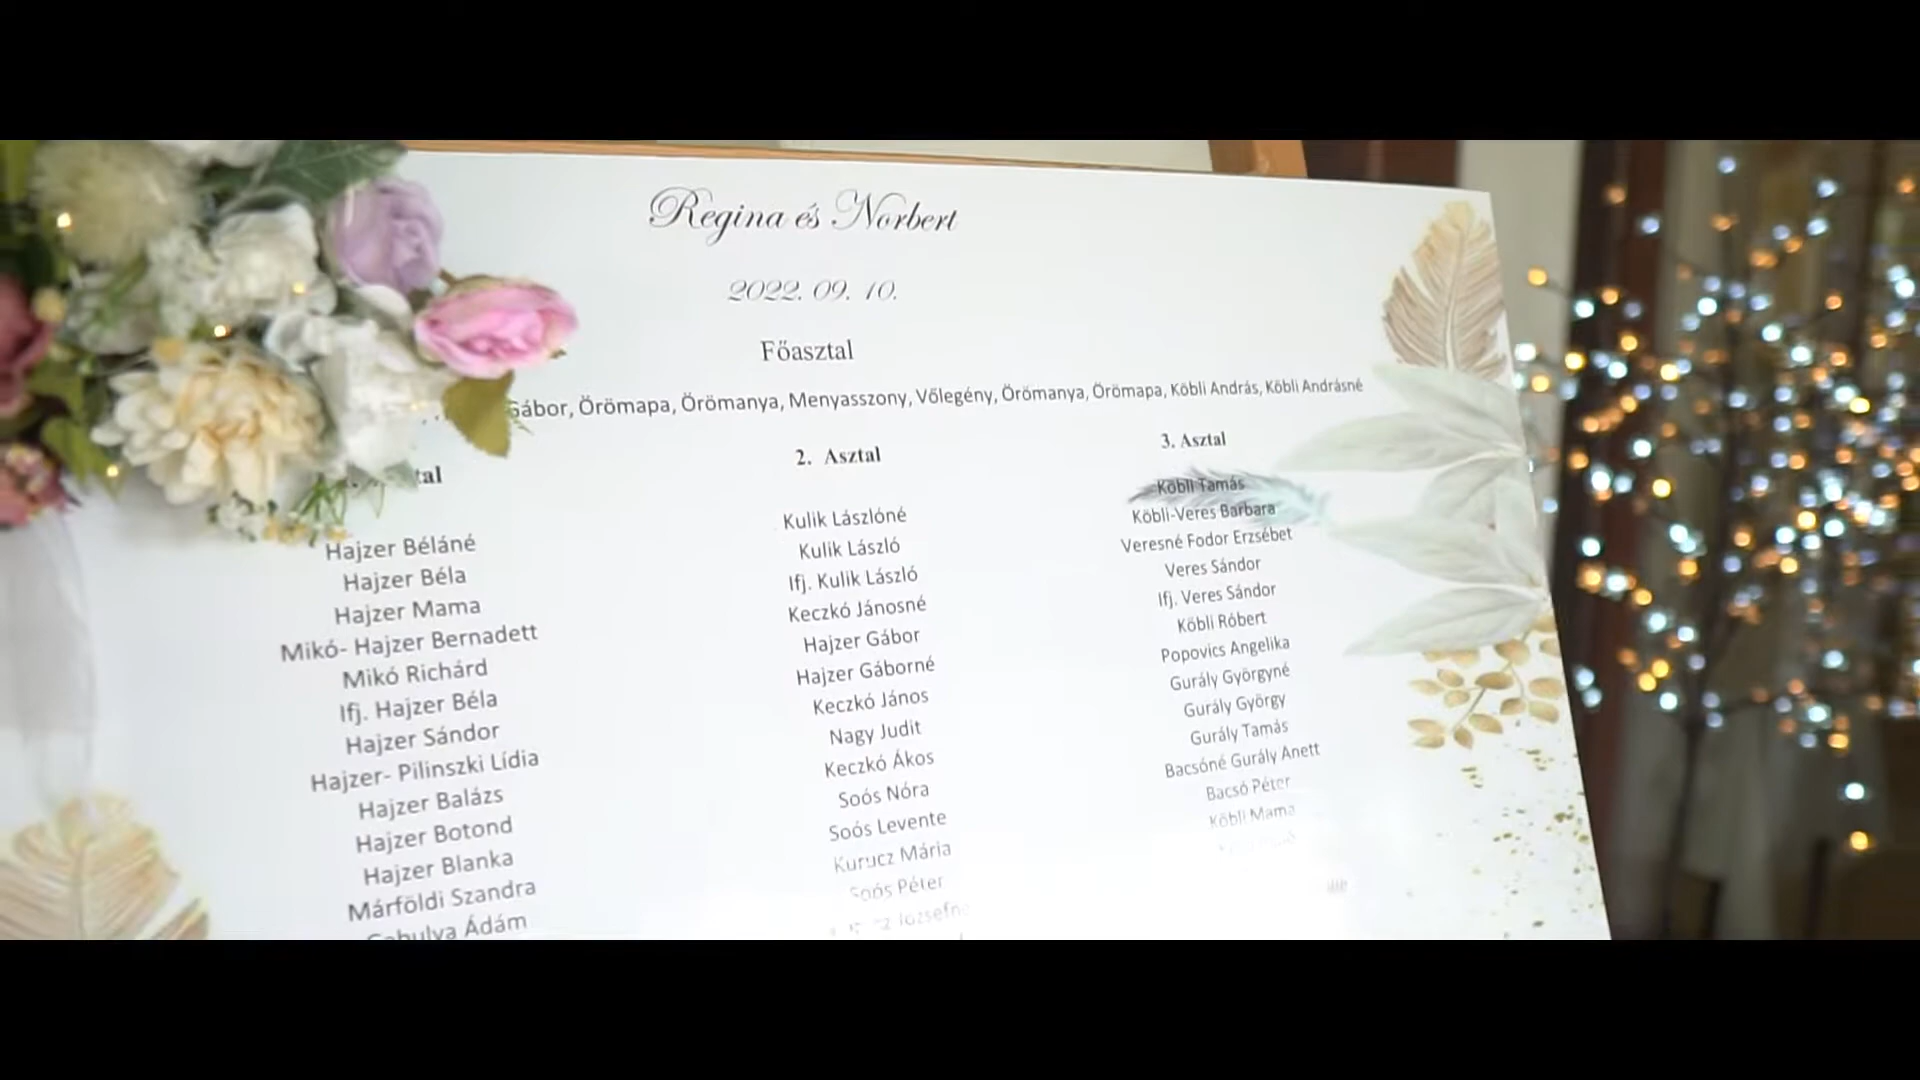 Regina és Norbert
2022. 09. 10.
Főasztal
Gábor, Örömapa, Örömanya, Menyasszony, Vőlegény, Örömanya, Örömapa, Köbli András, Köbli Andrásné
Hajzer Béláné
Hajzer Béla
Hajzer Mama
Mikó- Hajzer Bernadett
Mikó Richárd
Ifj. Hajzer Béla
Hajzer Sándor
Hajzer- Pilinszki Lídia
Hajzer Balázs
Hajzer Botond
Hajzer Blanka
Márföldi Szandra
Ádám
2. Asztal
Kulik Lászlóné
Kulik László
Ifj. Kulik László
Keczkó Jánosné
Hajzer Gábor
Hajzer Gáborné
Keczkó János
Nagy Judit
Keczkó Ákos
Soós Nóra
Soós Levente
Kurucz Mária
Soós Péter
3. Asztal
Köbli Tamás
Köbli-Veres Barbara
Veresné Fodor Erzsébet
Veres Sándor
Ifj. Veres Sándor
Köbli Róbert
Popovics Angelika
Gurály Györgyné
Gurály György
Gurály Tamás
Bacsóné Gurály Anett
Bacsó Péter
Köbli Mama